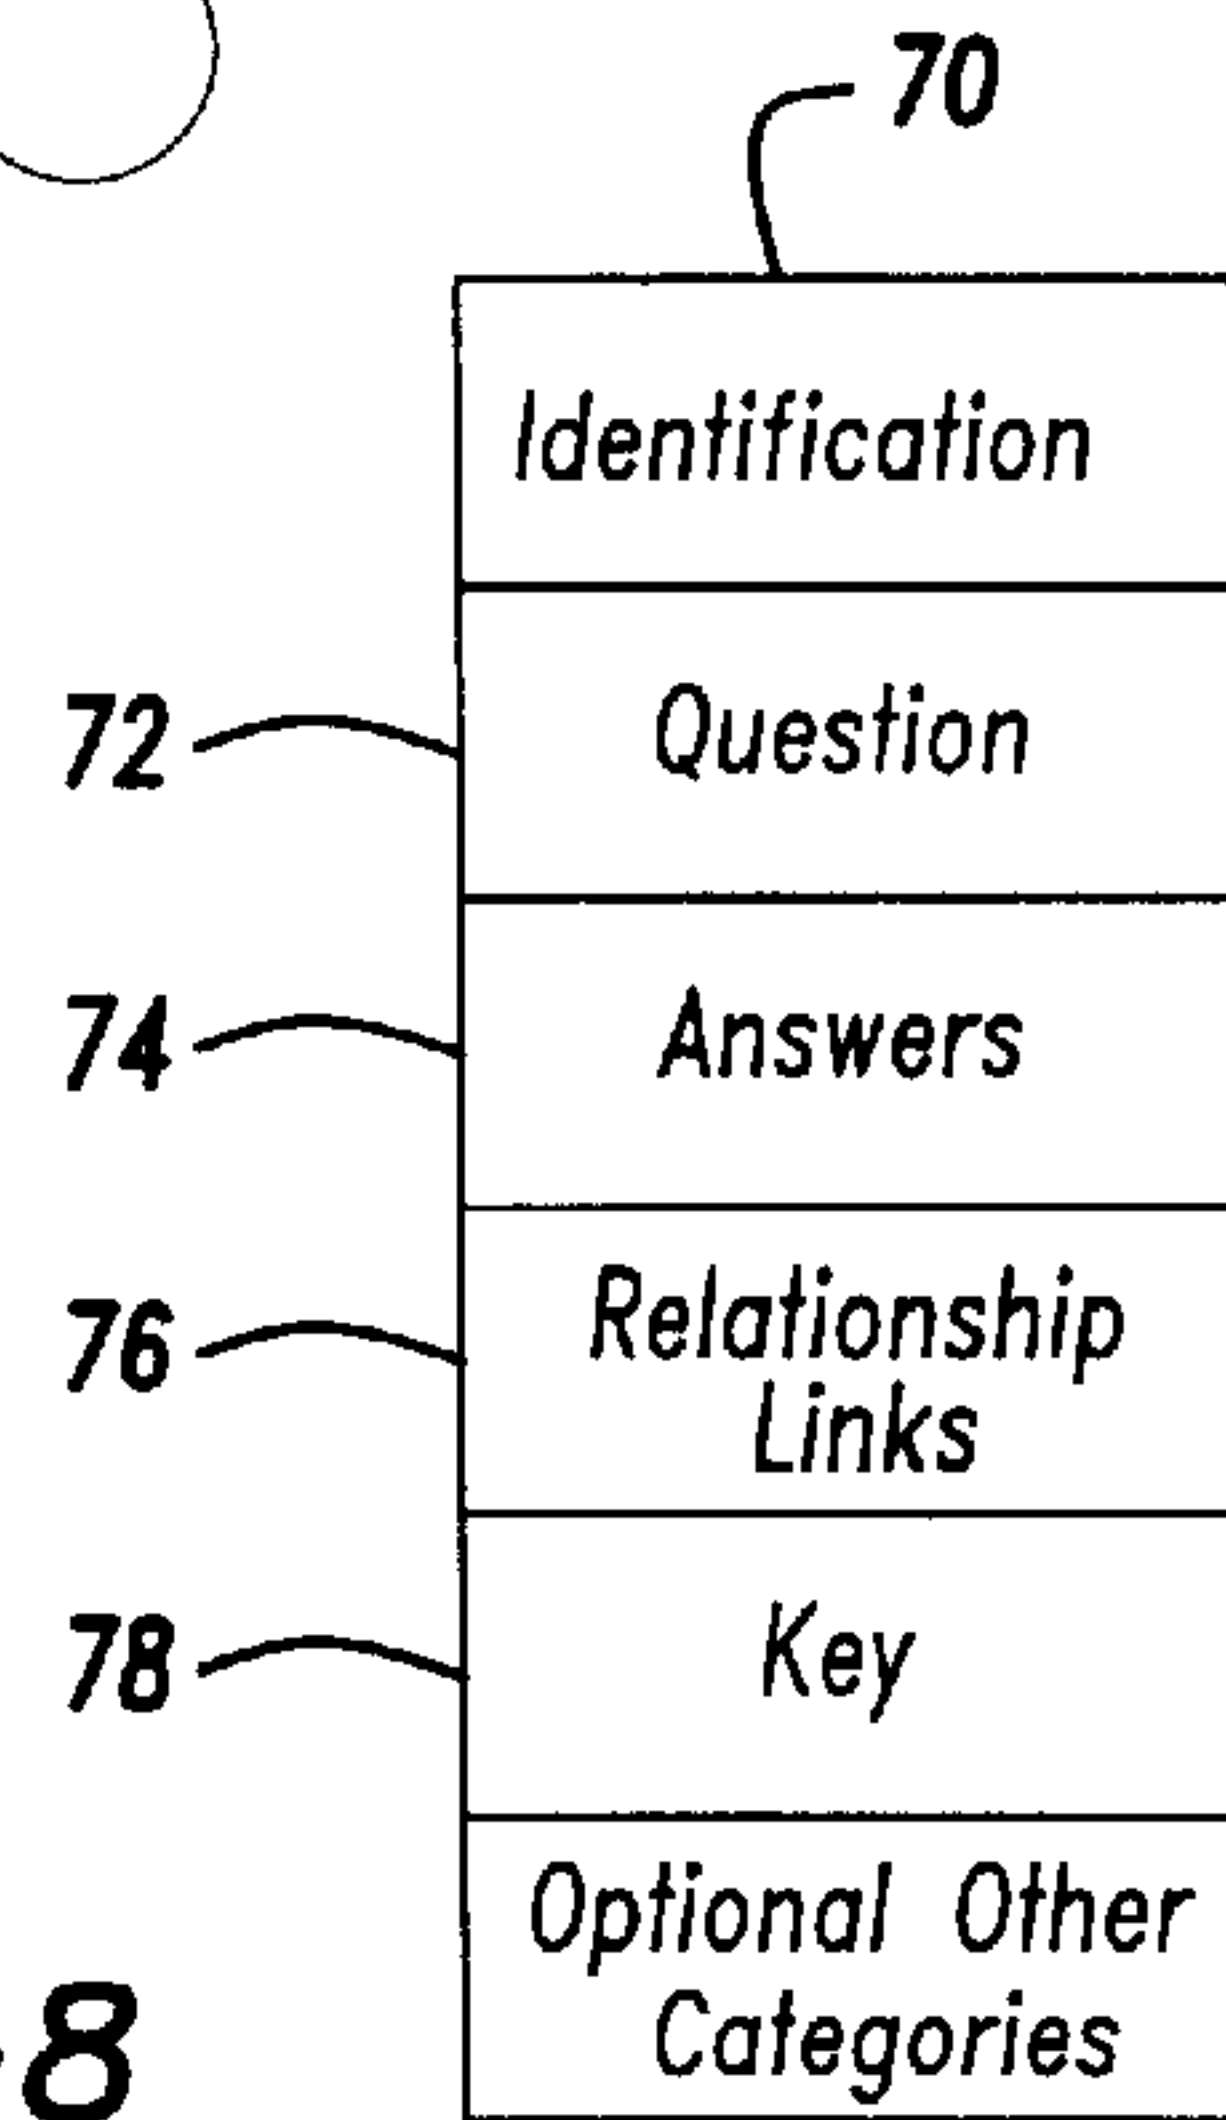 70
Identification
72
Question
74
Answers
76
Relationship
Links
78
Key
Optional Other
Categories
8